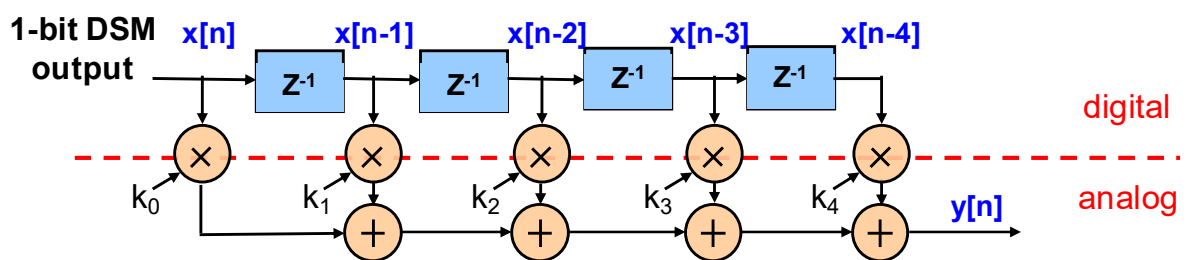 1-bit DSM output
x[n] x[n-1] x[n-2] x[n-3] x[n-4]
Z-1 Z-1 Z-1 Z-1
digital
× × × × ×
k0 k1 k2 k3 k4
analog
+ + + +
y[n]